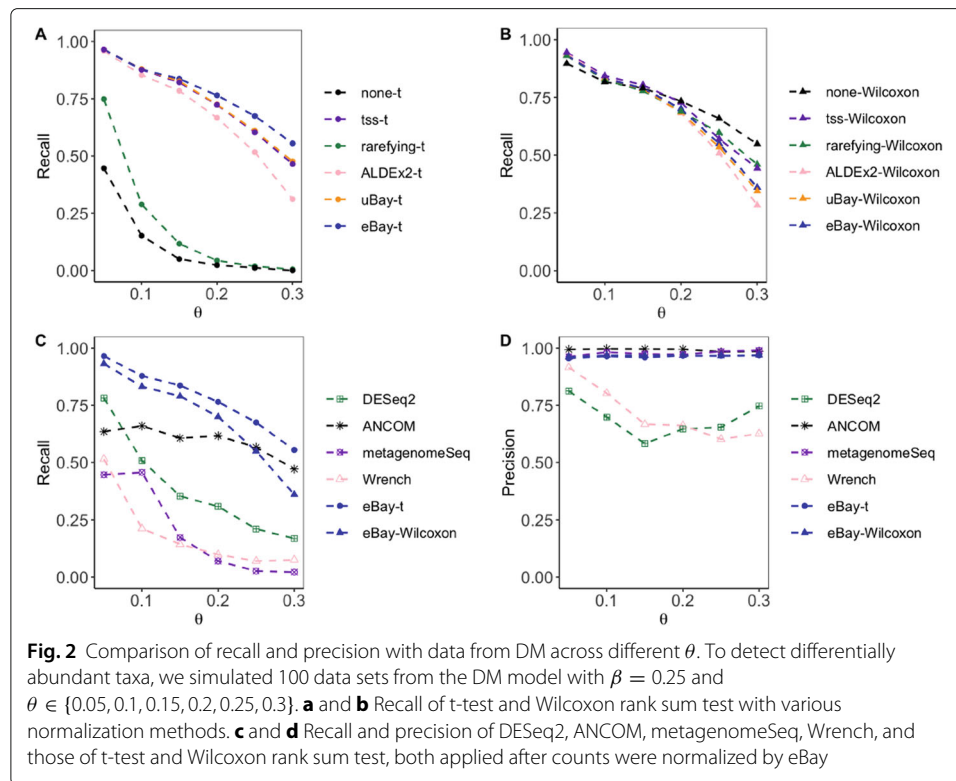 A
1.00
0.75
0.50
0.25
0.00
Recall
0.1 0.2 0.3
θ
none-t
tss-t
rarefying-t
ALDEx2-t
uBay-t
eBay-t
B
1.00
0.75
0.50
0.25
0.00
Recall
0.1 0.2 0.3
θ
none-Wilcoxon
tss-Wilcoxon
rarefying-Wilcoxon
ALDEx2-Wilcoxon
uBay-Wilcoxon
eBay-Wilcoxon
C
1.00
0.75
0.50
0.25
0.00
Recall
0.1 0.2 0.3
θ
DESeq2
ANCOM
metagenomeSeq
Wrench
eBay-t
eBay-Wilcoxon
D
1.00
0.75
0.50
0.25
0.00
Precision
0.1 0.2 0.3
θ
DESeq2
ANCOM
metagenomeSeq
Wrench
eBay-t
eBay-Wilcoxon
Fig. 2 Comparison of recall and precision with data from DM across different θ. To detect differentially
abundant taxa, we simulated 100 data sets from the DM model with β = 0.25 and
θ ∈ {0.05, 0.1, 0.15, 0.2, 0.25, 0.3}. a and b Recall of t-test and Wilcoxon rank sum test with various
normalization methods. c and d Recall and precision of DESeq2, ANCOM, metagenomeSeq, Wrench, and
those of t-test and Wilcoxon rank sum test, both applied after counts were normalized by eBay